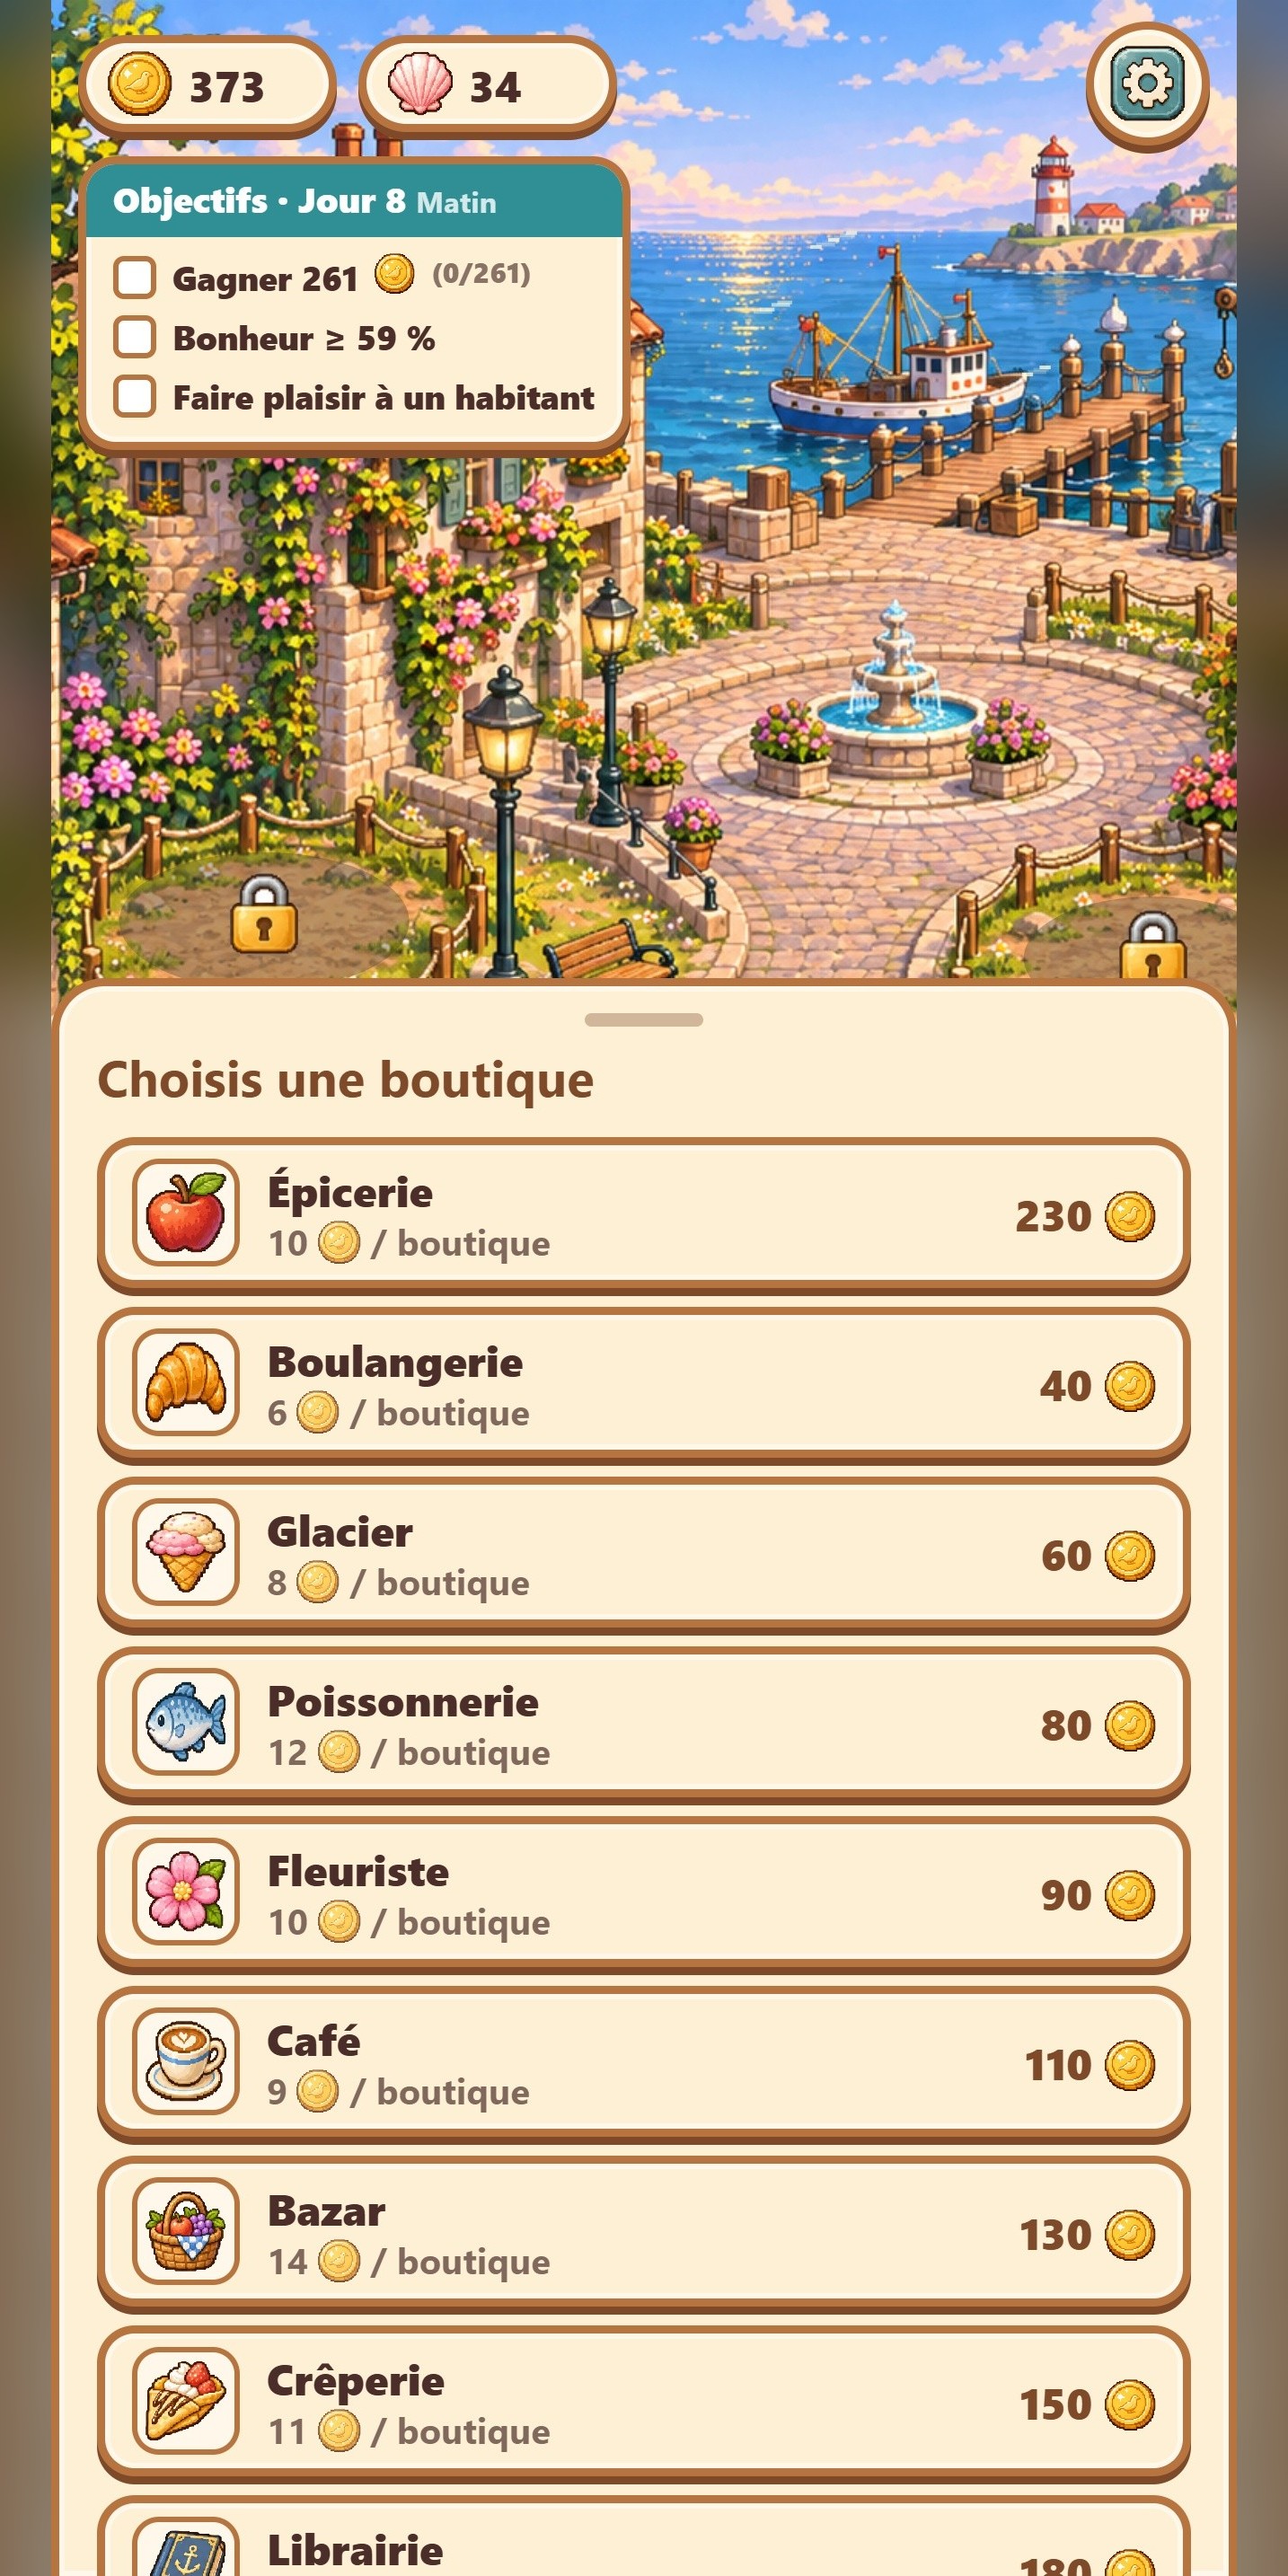 373
34
Objectifs · Jour 8 Matin
Gagner 261 (0/261)
Bonheur ≥ 59 %
Faire plaisir à un habitant
Choisis une boutique
Épicerie
10 / boutique
230
Boulangerie
6 / boutique
40
Glacier
8 / boutique
60
Poissonnerie
12 / boutique
80
Fleuriste
10 / boutique
90
Café
9 / boutique
110
Bazar
14 / boutique
130
Crêperie
11 / boutique
150
Librairie
180